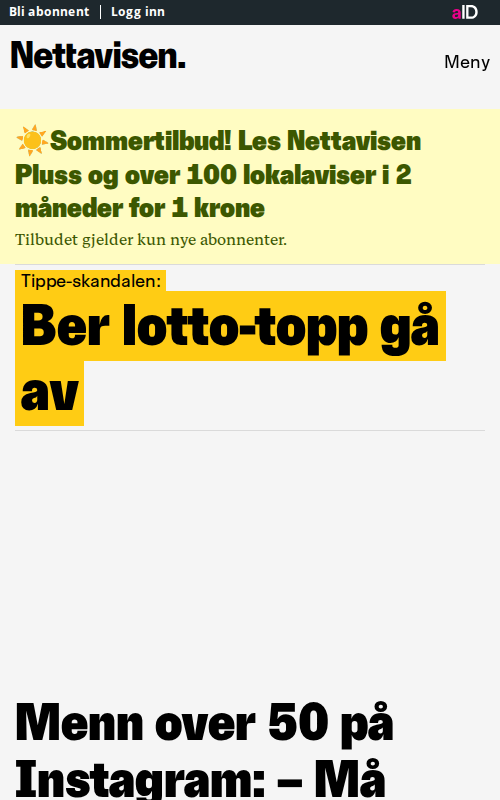 Bli abonnent | Logg inn
aID
Nettavisen.
Meny
☀️Sommertilbud! Les Nettavisen
Pluss og over 100 lokalaviser i 2
måneder for 1 krone
Tilbudet gjelder kun nye abonnenter.
Tippe-skandalen:
Ber lotto-topp gå
av
Menn over 50 på
Instagram: – Må